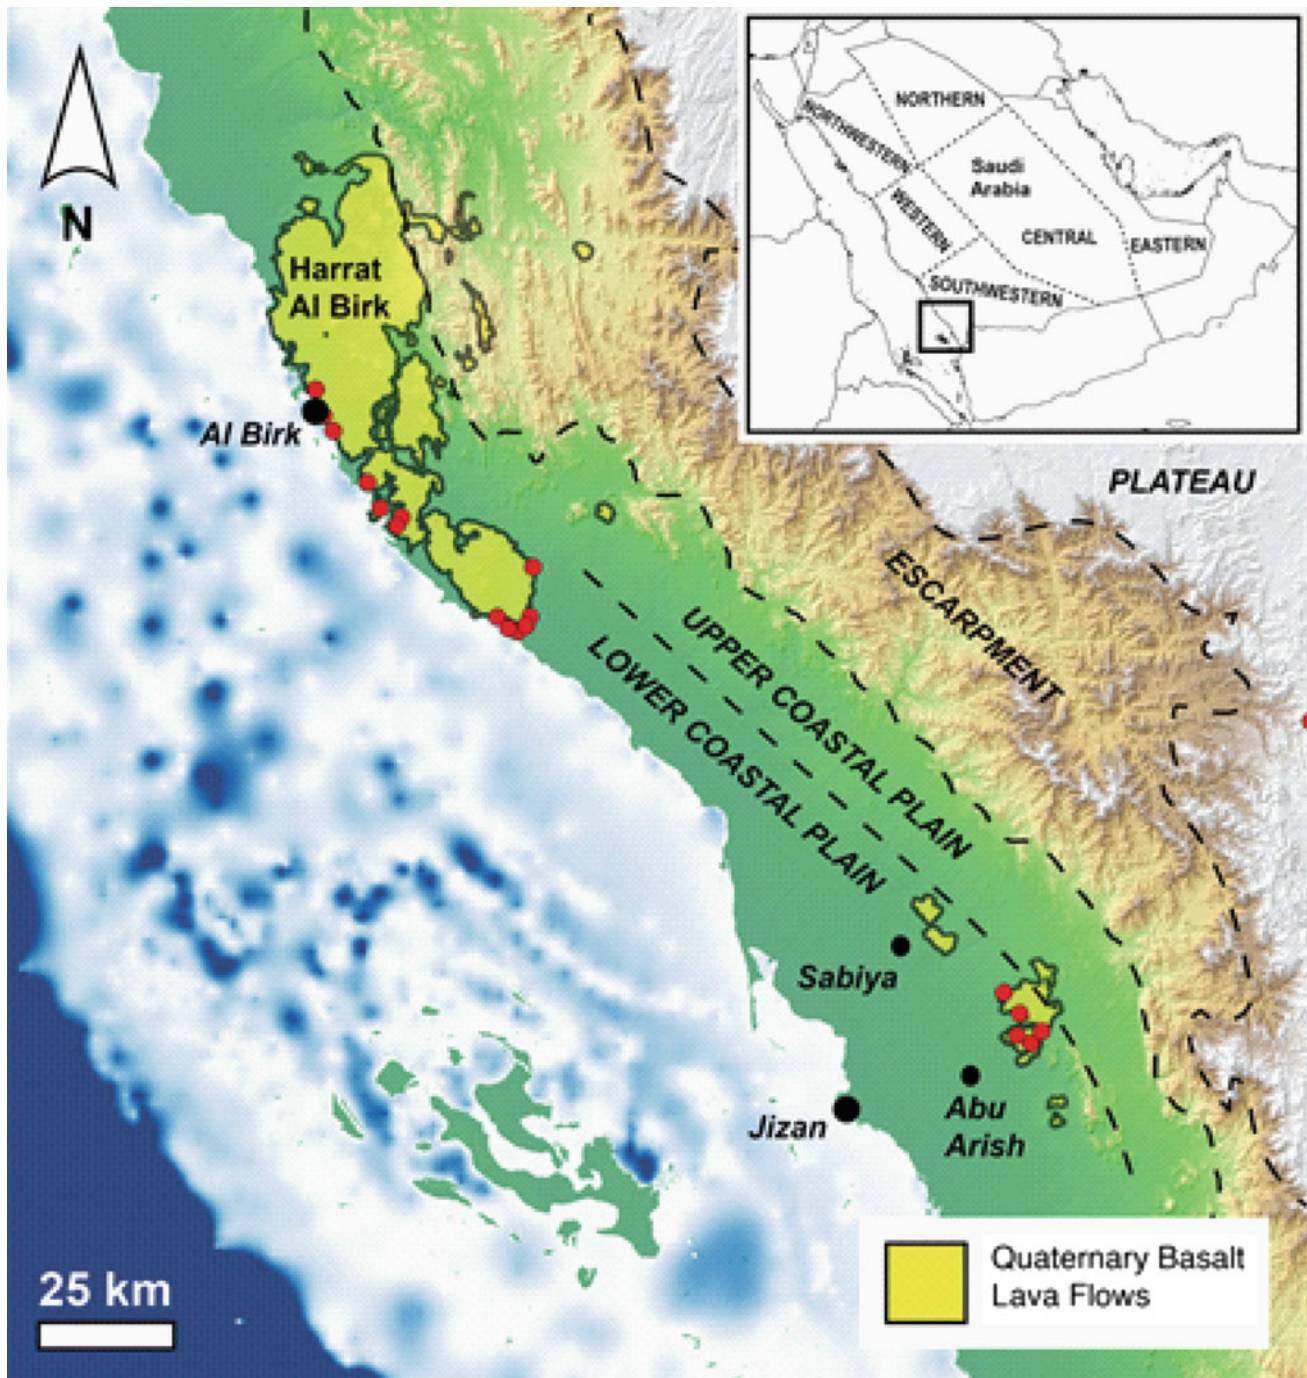 N
Harrat
Al Birk
Al Birk
NORTHERN
NORTHWESTERN
Saudi
Arabia
WESTERN
CENTRAL
EASTERN
SOUTHWESTERN
PLATEAU
ESCARPMENT
UPPER COASTAL PLAIN
LOWER COASTAL PLAIN
Sabiya
Jizan
Abu
Arish
25 km
Quaternary Basalt
Lava Flows